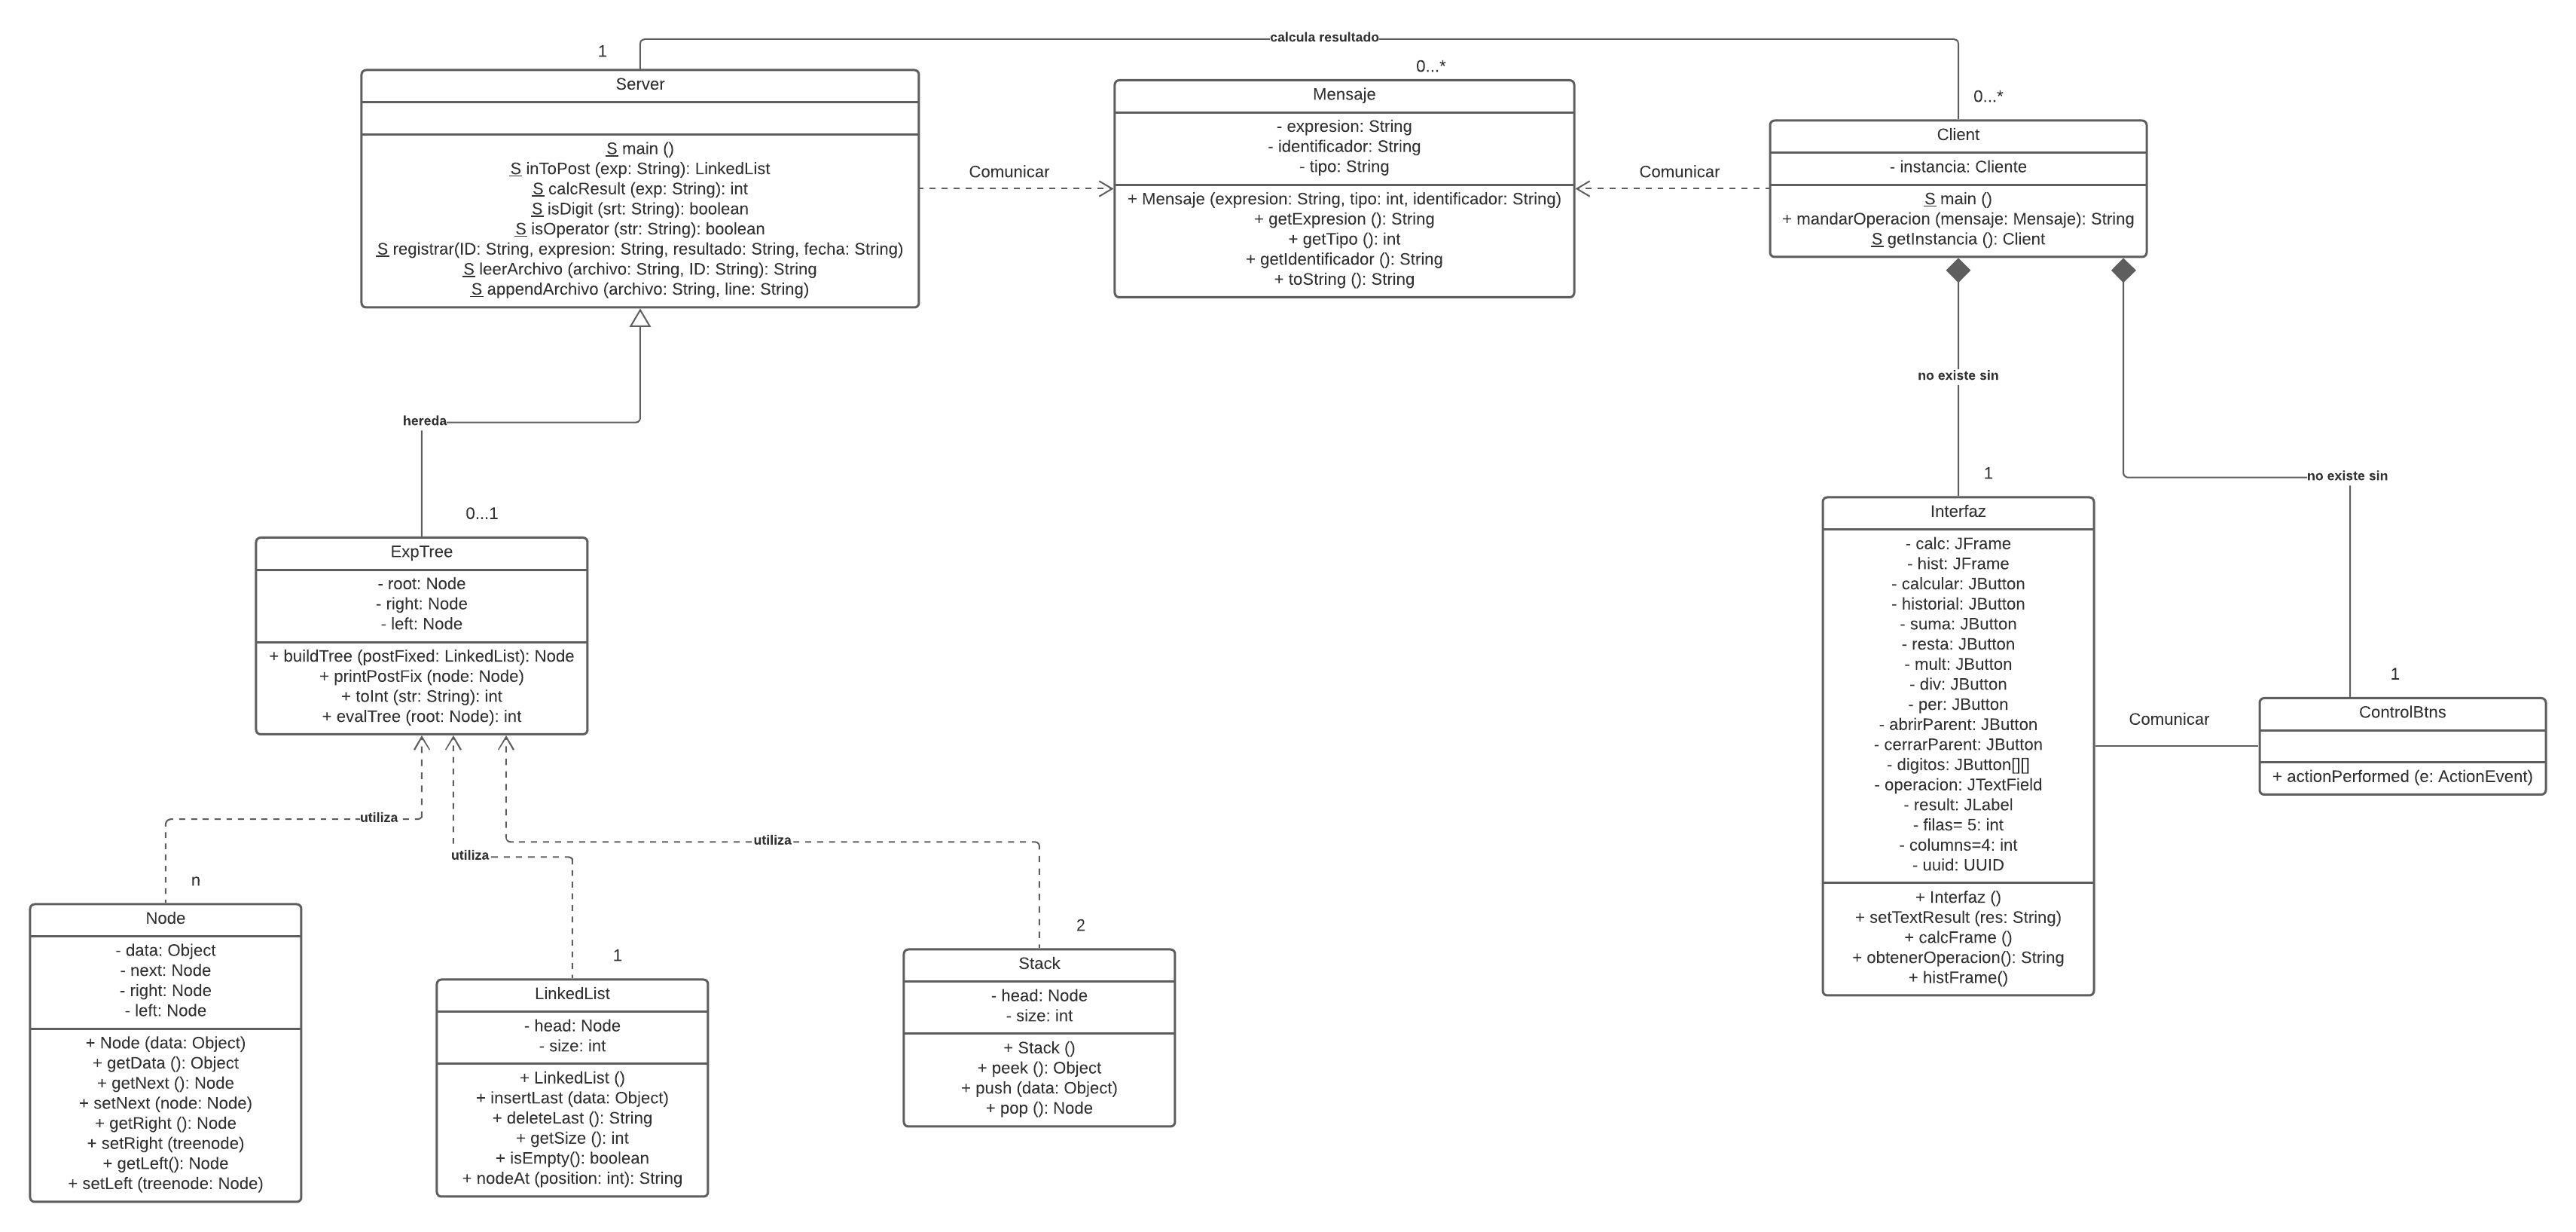 calcula resultado
1
0...*
0...*
Server
S main ()
S inToPost (exp: String): LinkedList
S calcResult (exp: String): int
S isDigit (srt: String): boolean
S isOperator (str: String): boolean
S registrar(ID: String, expresion: String, resultado: String, fecha: String)
S leerArchivo (archivo: String, ID: String): String
S appendArchivo (archivo: String, line: String)
Comunicar
Mensaje
- expresion: String
- identificador: String
- tipo: String
+ Mensaje (expresion: String, tipo: int, identificador: String)
+ getExpresion (): String
+ getTipo (): int
+ getIdentificador (): String
+ toString (): String
Comunicar
Client
- instancia: Cliente
S main ()
+ mandarOperacion (mensaje: Mensaje): String
S getInstancia (): Client
no existe sin
no existe sin
hereda
0...1
1
ExpTree
- root: Node
- right: Node
- left: Node
+ buildTree (postFixed: LinkedList): Node
+ printPostFix (node: Node)
+ toInt (str: String): int
+ evalTree (root: Node): int
Interfaz
- calc: JFrame
- hist: JFrame
- calcular: JButton
- historial: JButton
- suma: JButton
- resta: JButton
- mult: JButton
- div: JButton
- per: JButton
- abrirParent: JButton
- cerrarParent: JButton
- digitos: JButton[][]
- operacion: JTextField
- result: JLabel
- filas= 5: int
- columns=4: int
- uuid: UUID
+ Interfaz ()
+ setTextResult (res: String)
+ calcFrame ()
+ obtenerOperacion(): String
+ histFrame()
Comunicar
1
ControlBtns
+ actionPerformed (e: ActionEvent)
utiliza
utiliza
utiliza
n
Node
- data: Object
- next: Node
- right: Node
- left: Node
+ Node (data: Object)
+ getData (): Object
+ getNext (): Node
+ setNext (node: Node)
+ getRight (): Node
+ setRight (treenode)
+ getLeft(): Node
+ setLeft (treenode: Node)
1
LinkedList
- head: Node
- size: int
+ LinkedList ()
+ insertLast (data: Object)
+ deleteLast (): String
+ getSize (): int
+ isEmpty(): boolean
+ nodeAt (position: int): String
2
Stack
- head: Node
- size: int
+ Stack ()
+ peek (): Object
+ push (data: Object)
+ pop (): Node